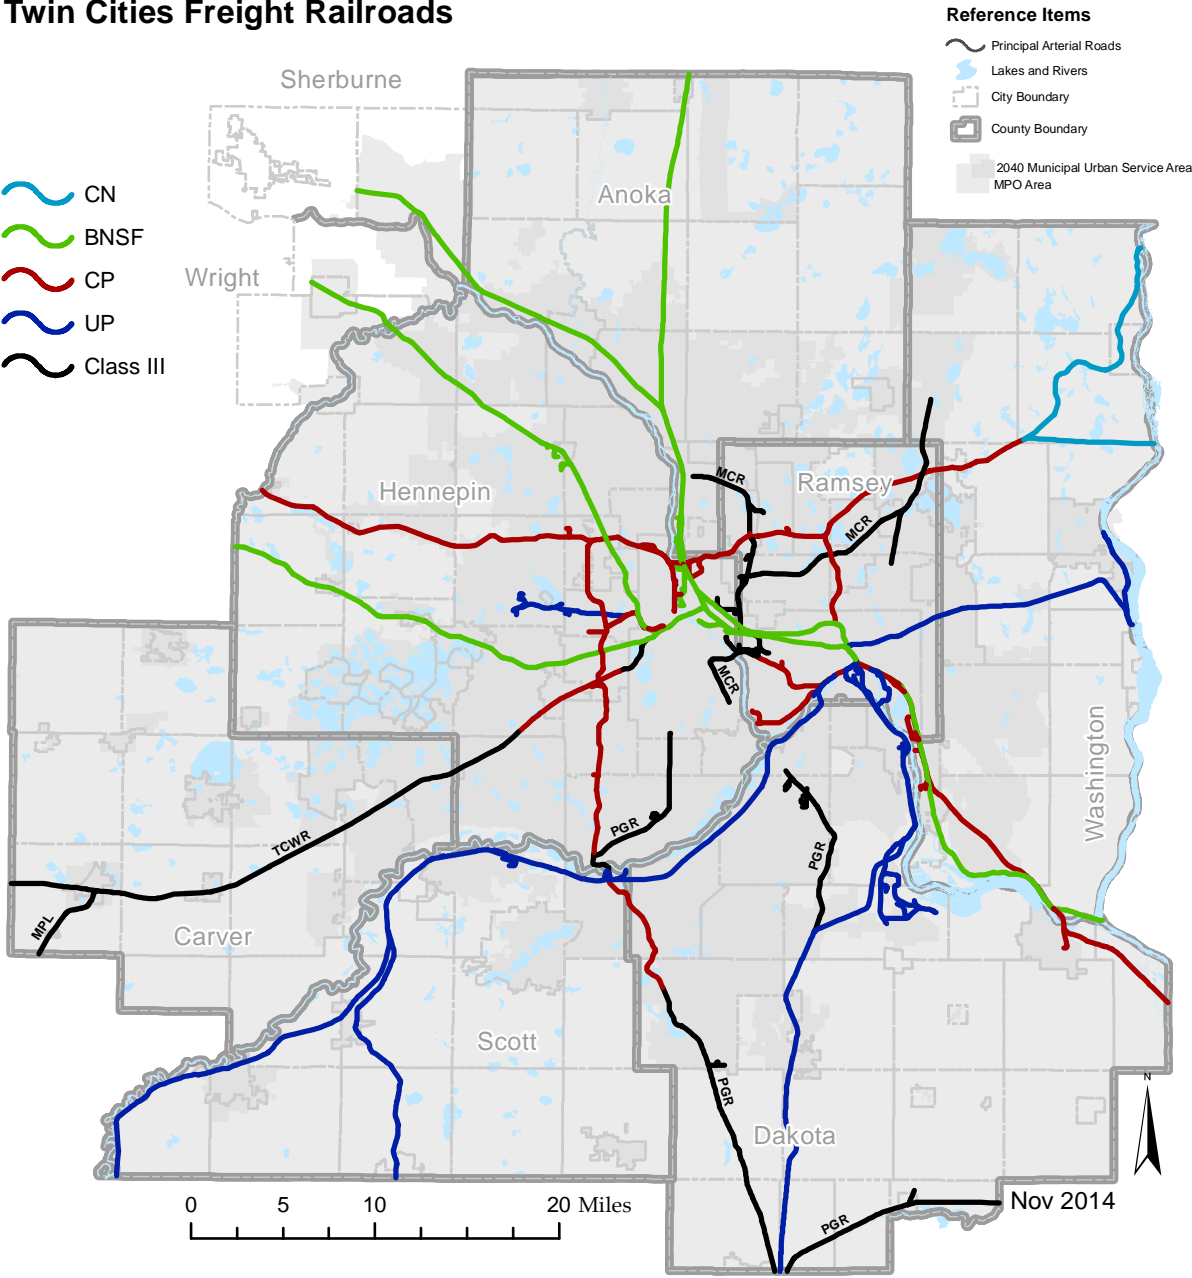 Twin Cities Freight Railroads
Reference Items
Principal Arterial Roads
Lakes and Rivers
City Boundary
County Boundary
2040 Municipal Urban Service Area
MPO Area
CN
BNSF
CP
UP
Class III
Sherburne
Anoka
Wright
Hennepin
Ramsey
MCR
MCR
MCR
Washington
PGR
PGR
TCWR
MPL
Carver
Scott
PGR
Dakota
PGR
N
0 5 10 20 Miles
Nov 2014